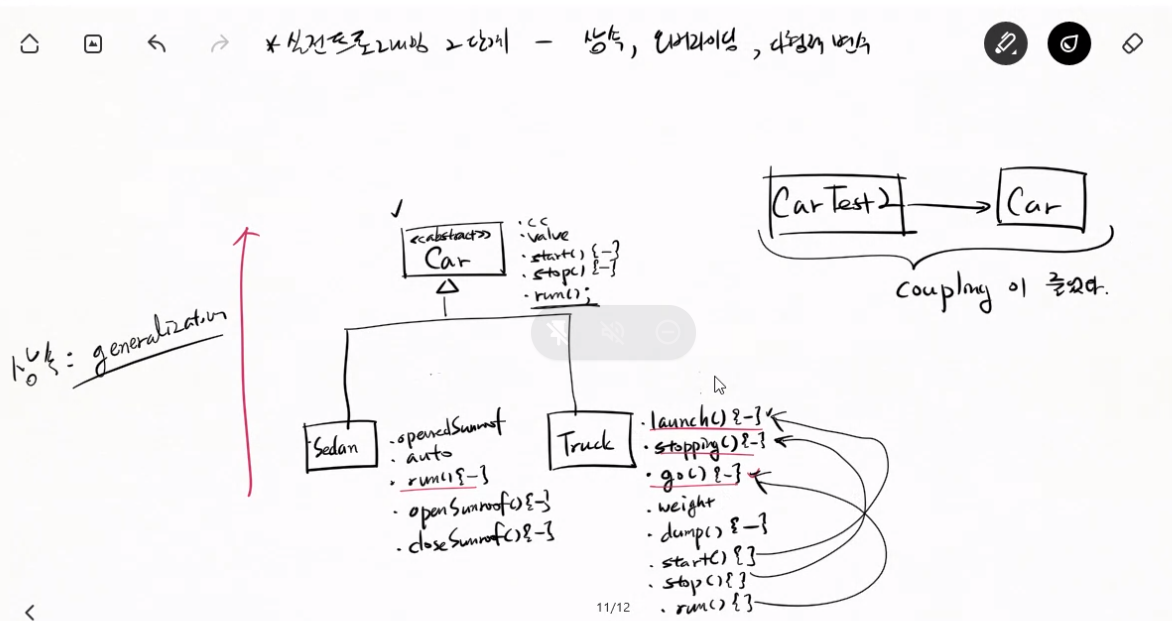 *실전프로그래밍 2단계 - 상속, 오버라이딩, 다형적 변수
CarTest2
Car
coupling 이 줄었다.
<<abstract>>
Car
·cc
·value
·start() {-}
·stop() {-}
·run();
상속: generalization
Sedan
·openedSunroof
·auto
·run() {-}
·openSunroof() {-}
·closeSunroof() {-}
Truck
·launch() {-}
·stopping() {-}
·go() {-}
·weight
·dump() {-}
·start() {}
·stop() {}
·run() {}
11/12